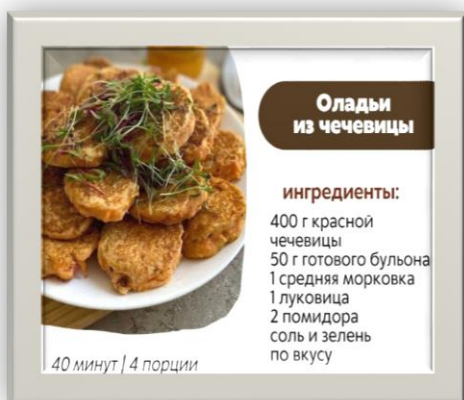 Оладьи
из чечевицы
ингредиенты:
400 г красной
чечевицы
50 г готового бульона
1 средняя морковка
1 луковица
2 помидора
соль и зелень
по вкусу
40 минут | 4 порции